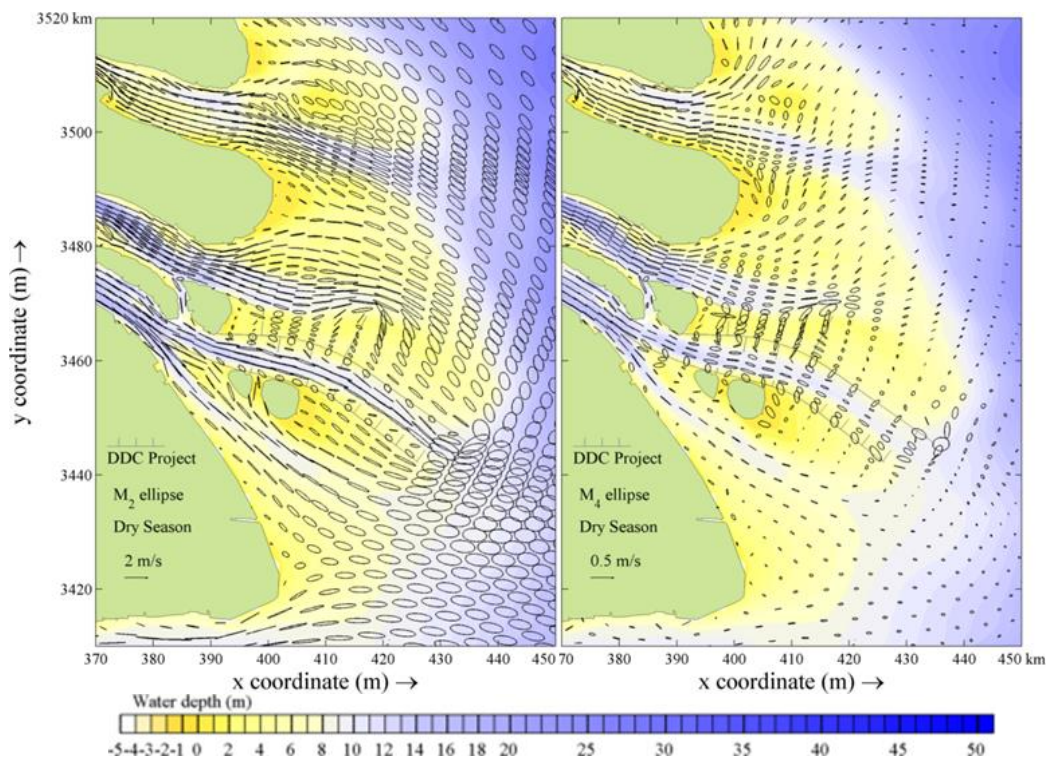 3520 km
3500
3480
3460
3440
3420
y coordinate (m) →
DDC Project
M₂ ellipse
Dry Season
2 m/s
DDC Project
M₄ ellipse
Dry Season
0.5 m/s
370 380 390 400 410 420 430 440 450
70 380 390 400 410 420 430 440 450 km
x coordinate (m) → x coordinate (m) →
Water depth (m)
-5-4-3-2-1 0 2 4 6 8 10 12 14 16 18 20 25 30 35 40 45 50